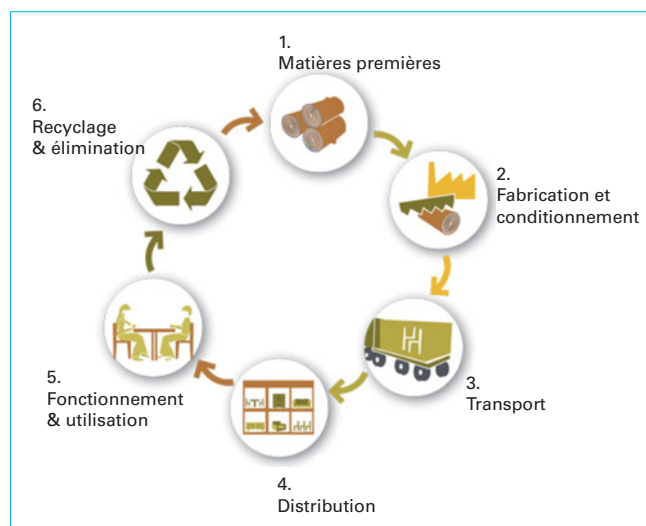 1.
Matières premières
2.
Fabrication et
conditionnement
3.
Transport
4.
Distribution
5.
Fonctionnement
& utilisation
6.
Recyclage
& élimination